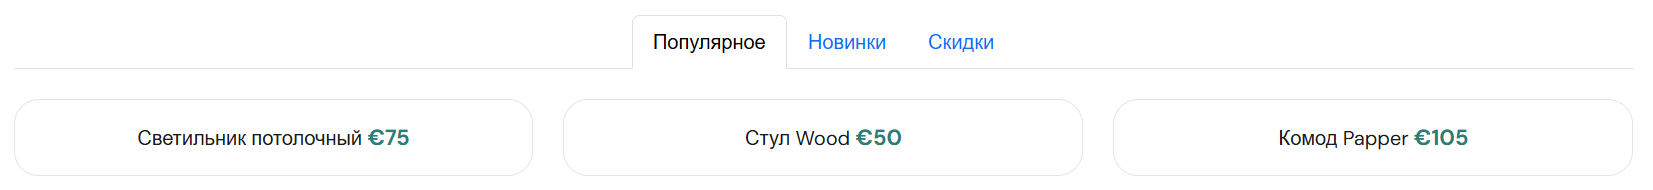 Популярное Новинки Скидки
Светильник потолочный €75 Стул Wood €50 Комод Papper €105